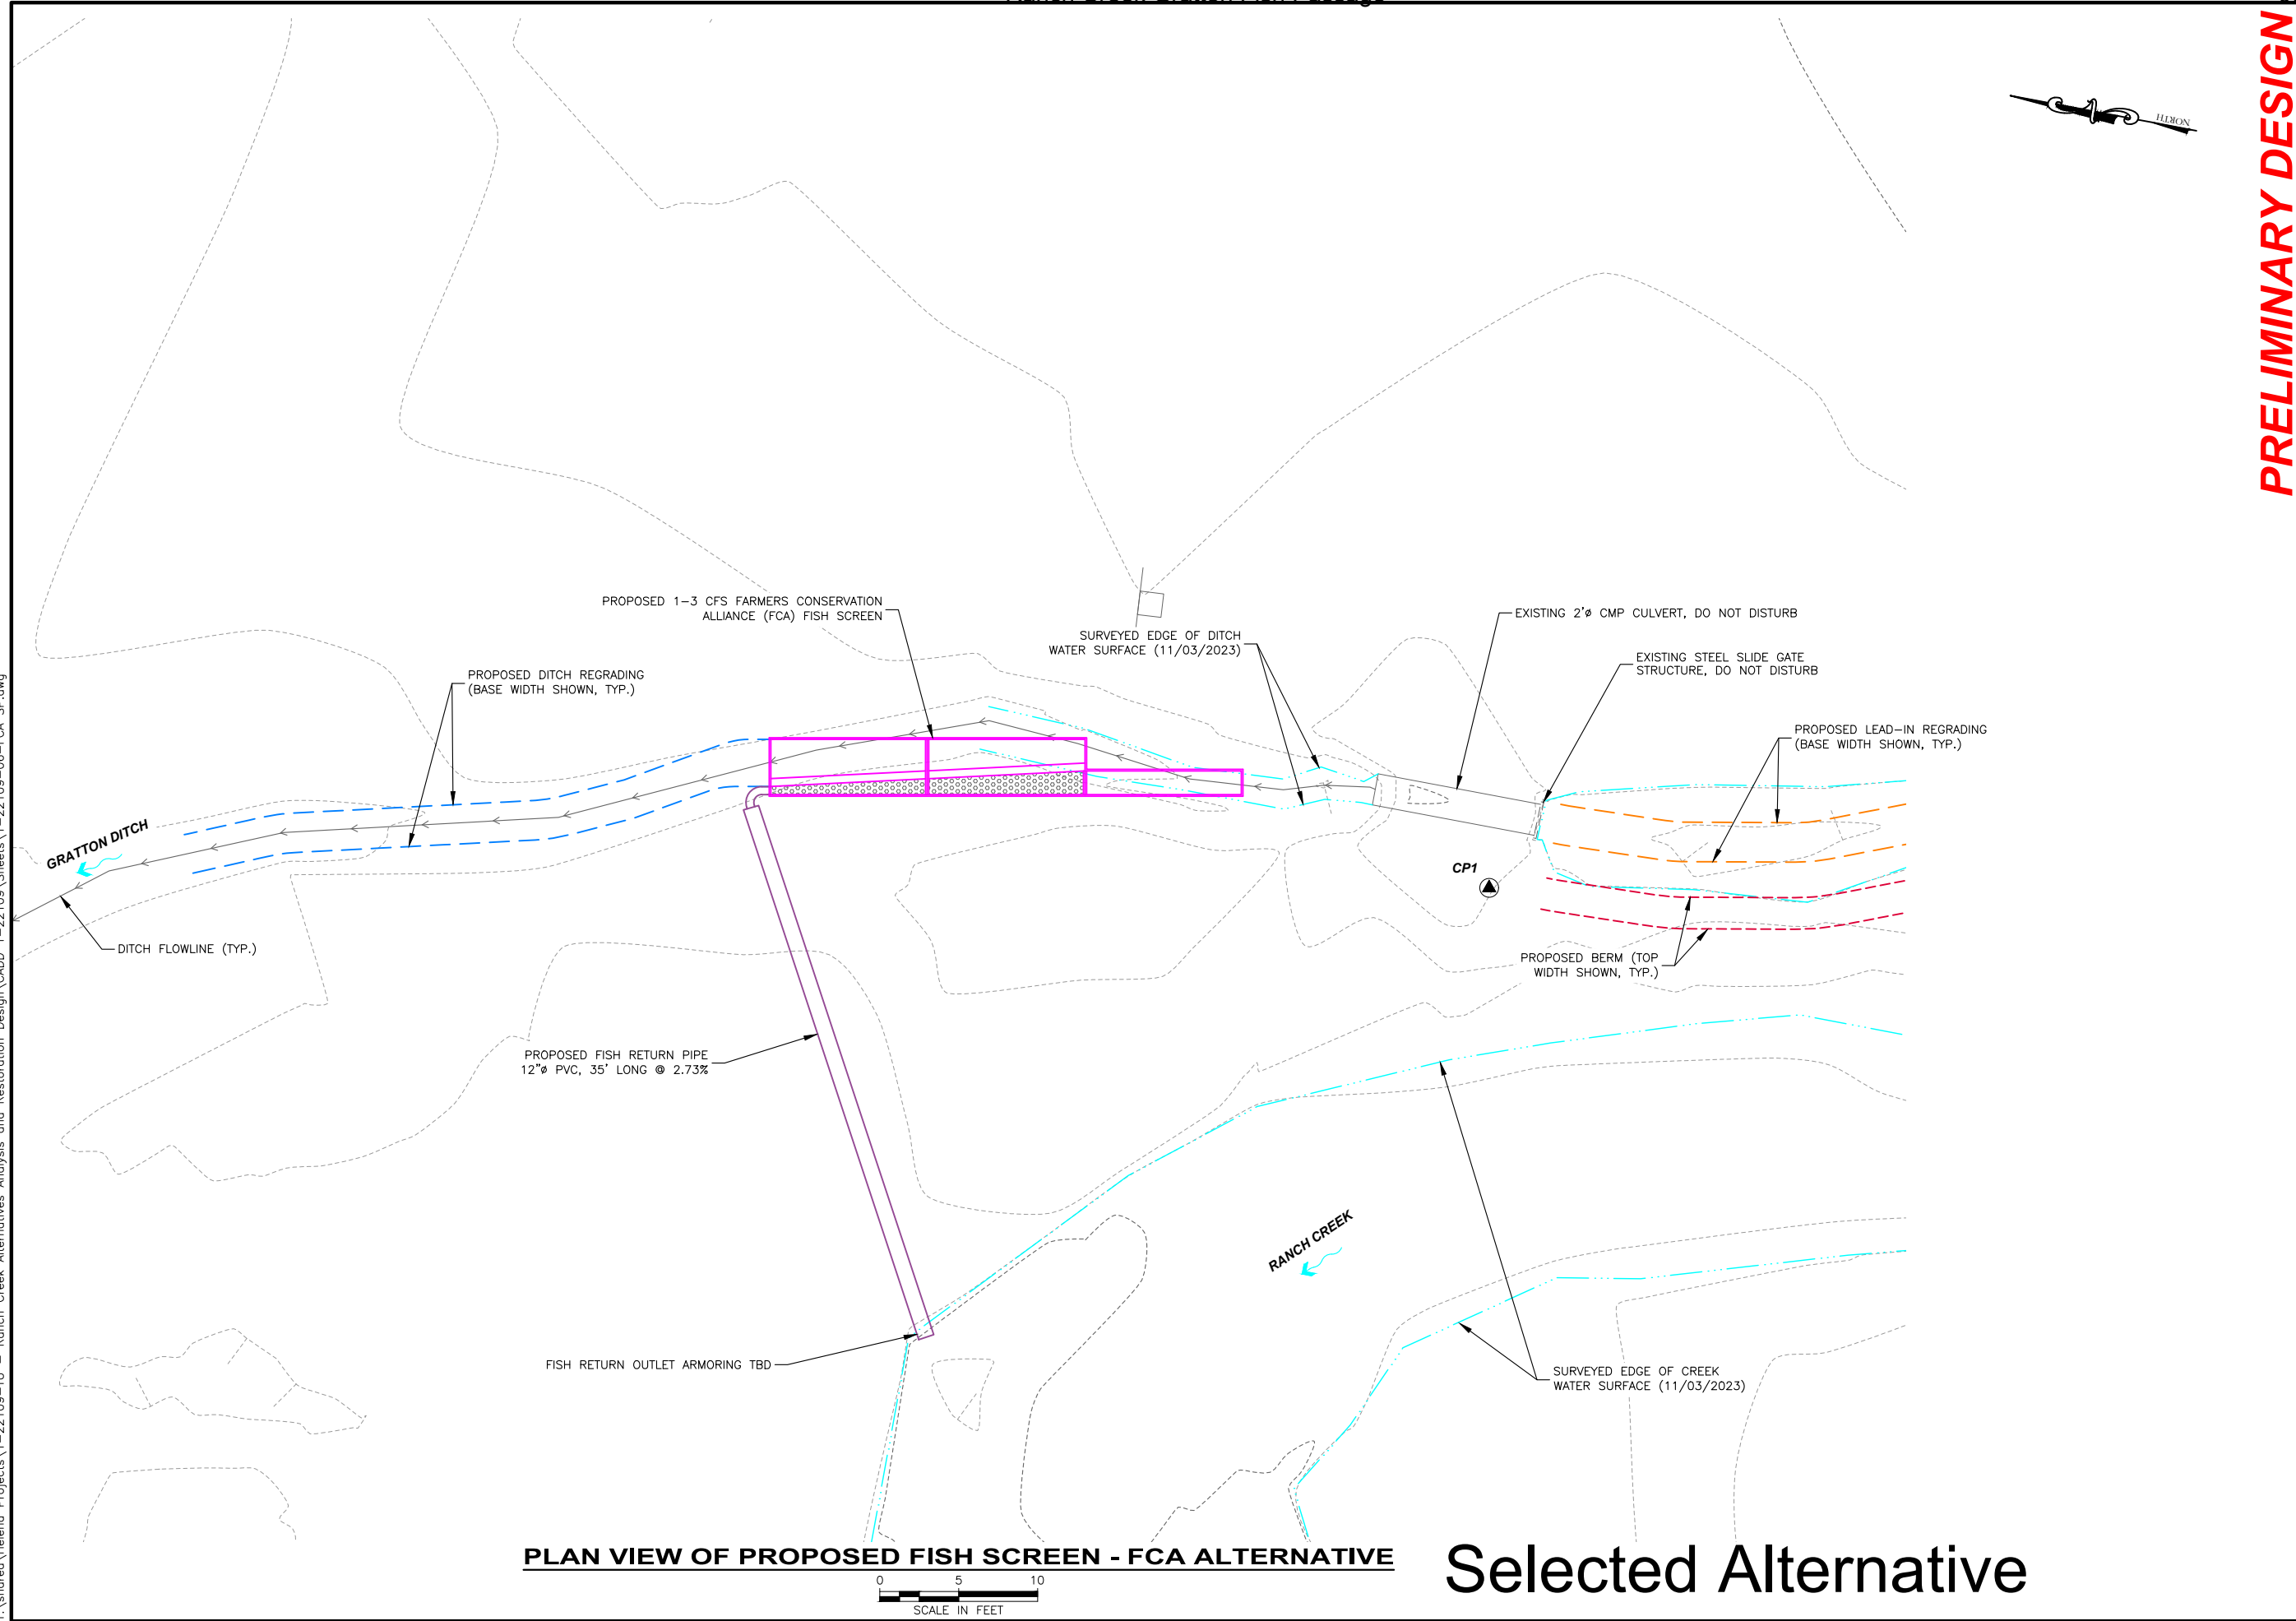 PRELIMINARY DESIGN
NORTH
PROPOSED 1-3 CFS FARMERS CONSERVATION
ALLIANCE (FCA) FISH SCREEN
SURVEYED EDGE OF DITCH
WATER SURFACE (11/03/2023)
EXISTING 2'ø CMP CULVERT, DO NOT DISTURB
EXISTING STEEL SLIDE GATE
STRUCTURE, DO NOT DISTURB
PROPOSED DITCH REGRADING
(BASE WIDTH SHOWN, TYP.)
PROPOSED LEAD-IN REGRADING
(BASE WIDTH SHOWN, TYP.)
GRATTON DITCH
CP1
DITCH FLOWLINE (TYP.)
PROPOSED BERM (TOP
WIDTH SHOWN, TYP.)
PROPOSED FISH RETURN PIPE
12"ø PVC, 35' LONG @ 2.73%
RANCH CREEK
FISH RETURN OUTLET ARMORING TBD
SURVEYED EDGE OF CREEK
WATER SURFACE (11/03/2023)
PLAN VIEW OF PROPOSED FISH SCREEN - FCA ALTERNATIVE
0 5 10
SCALE IN FEET
Selected Alternative